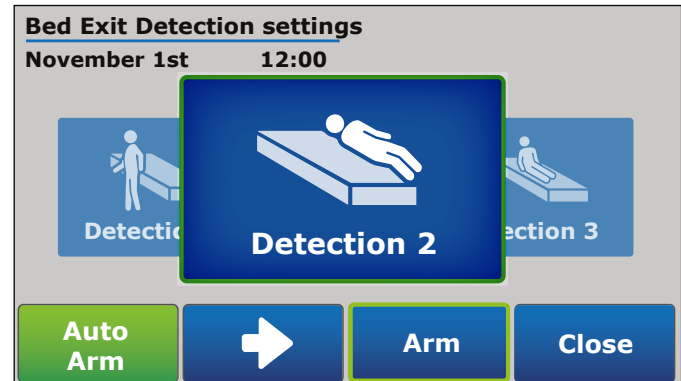 Bed Exit Detection settings
November 1st 12:00
Detectio
Detection 2
ection 3
Auto
Arm
Arm
Close